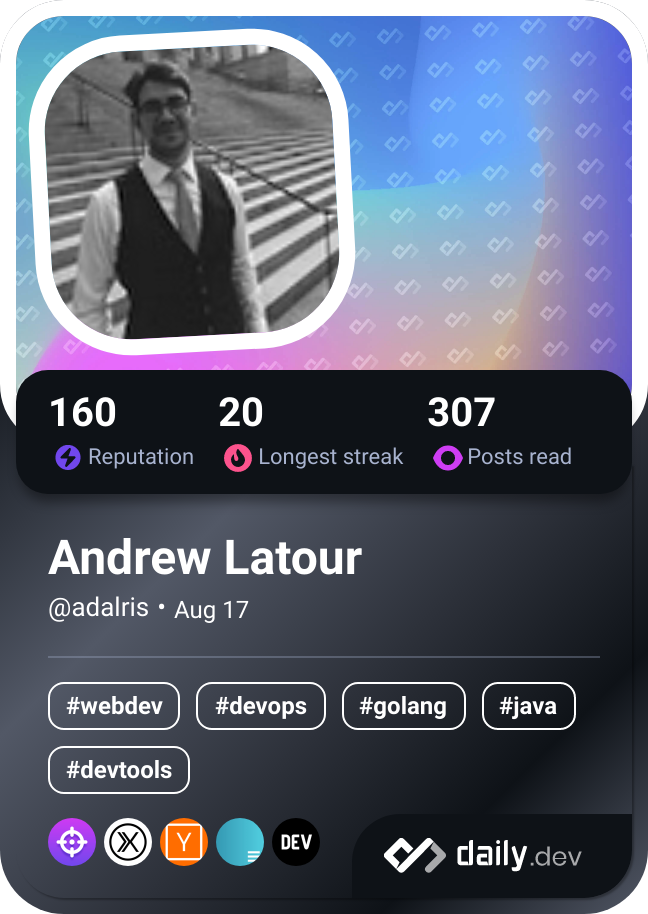 160 20 307
Reputation Longest streak Posts read
Andrew Latour
@adalris • Aug 17
#webdev #devops #golang #java
#devtools
Y DEV daily.dev